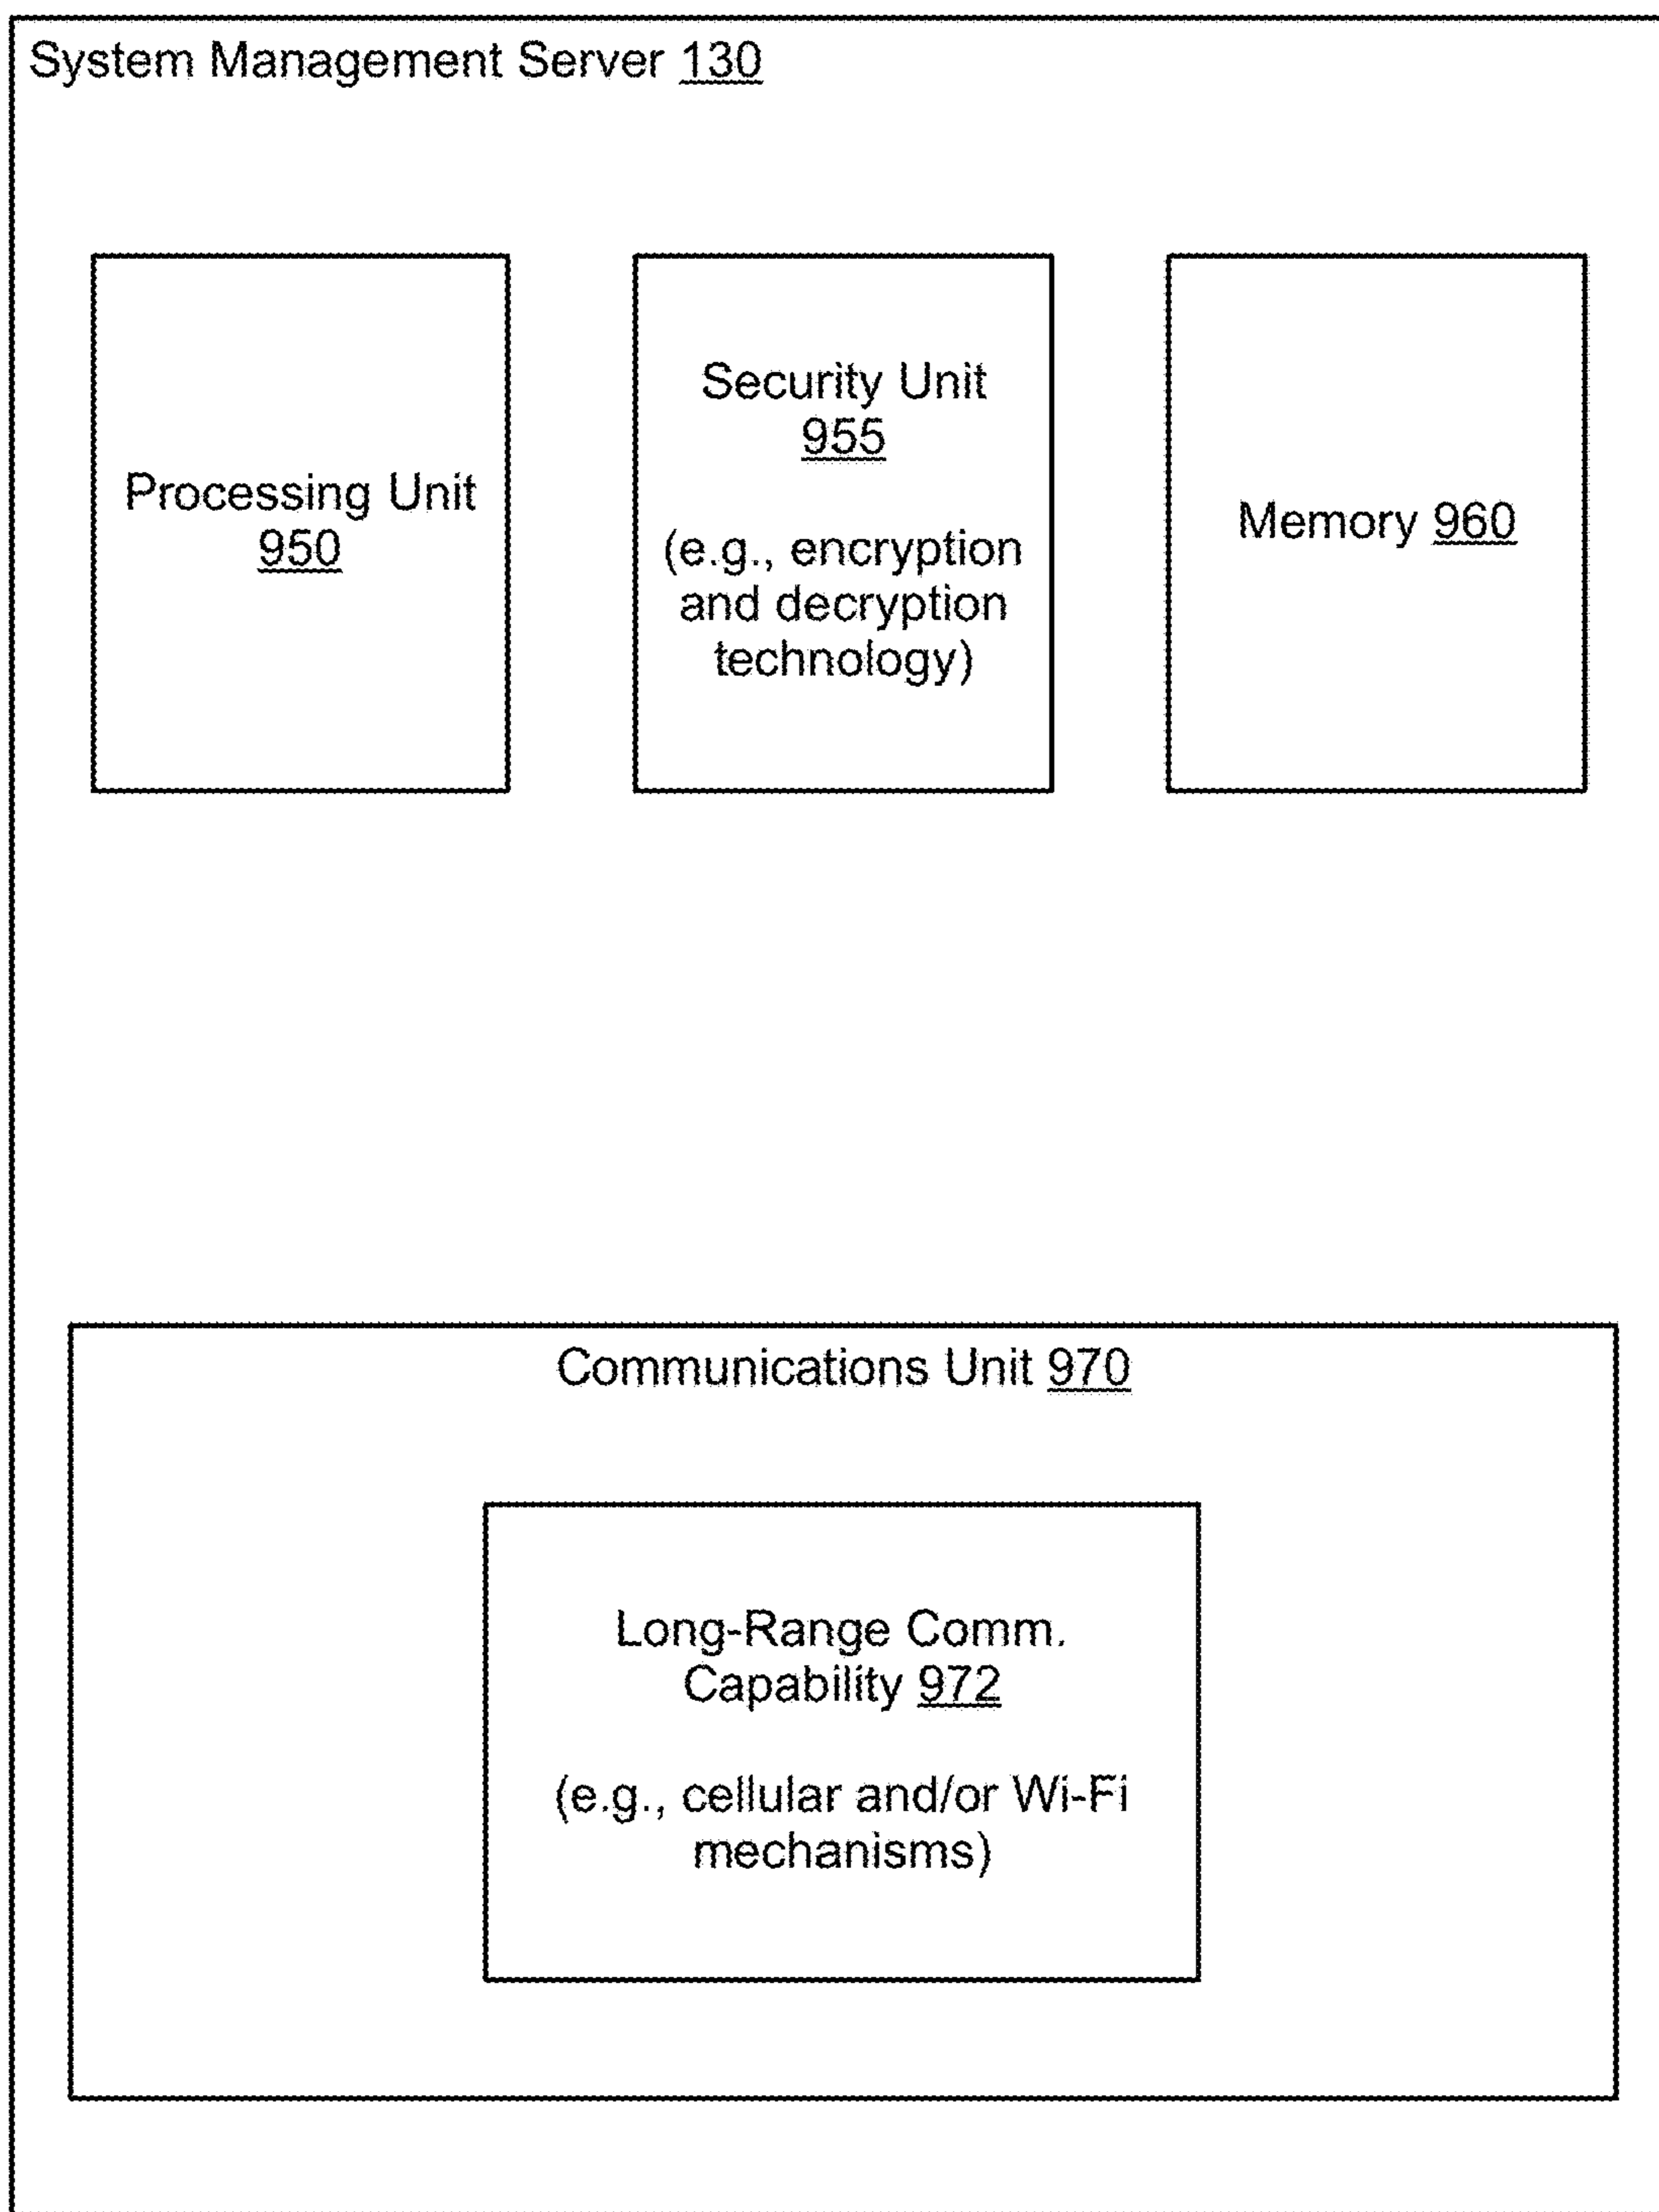 System Management Server 130
Processing Unit
950
Security Unit
955
(e.g., encryption
and decryption
technology)
Memory 960
Communications Unit 970
Long-Range Comm.
Capability 972
(e.g., cellular and/or Wi-Fi
mechanisms)